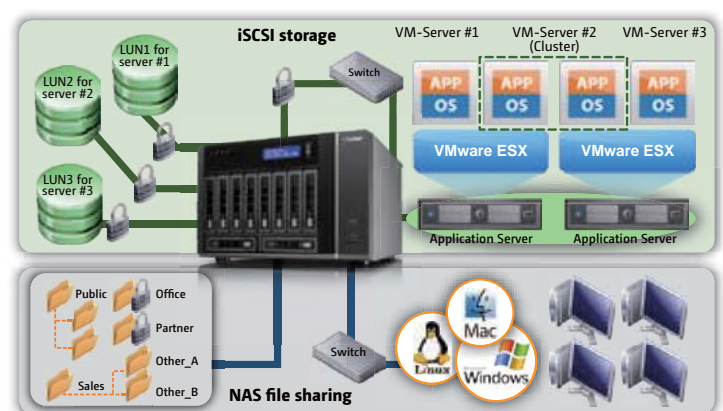 iSCSI storage
VM-Server #1
VM-Server #2
(Cluster)
VM-Server #3
LUN1 for
server #1
LUN2 for
server #2
LUN3 for
server #3
Switch
APP
OS
APP
OS
APP
OS
APP
OS
VMware ESX
VMware ESX
Application Server
Application Server
Public
Office
Partner
Other_A
Sales
Other_B
Switch
Mac
Linux
Windows
NAS file sharing